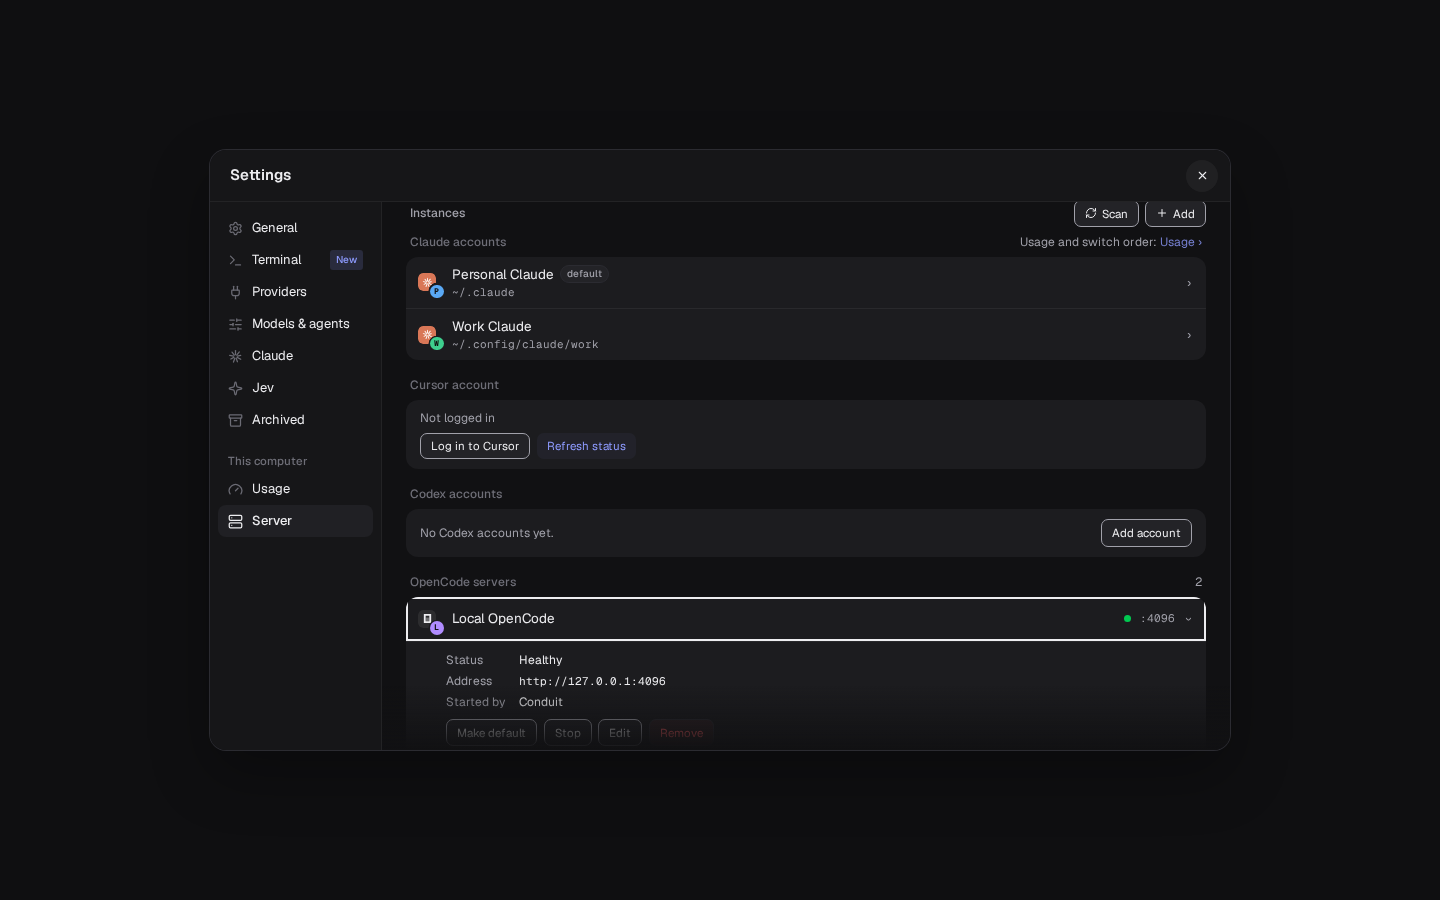 Settings
General
Terminal New
Providers
Models & agents
Claude
Jev
Archived
This computer
Usage
Server
Instances Scan Add
Claude accounts Usage and switch order: Usage ›
Personal Claude default
~/.claude
P
Work Claude
~/.config/claude/work
W
Cursor account
Not logged in
Log in to Cursor Refresh status
Codex accounts
No Codex accounts yet. Add account
OpenCode servers 2
Local OpenCode :4096
L
Status Healthy
Address http://127.0.0.1:4096
Started by Conduit
Make default Stop Edit Remove